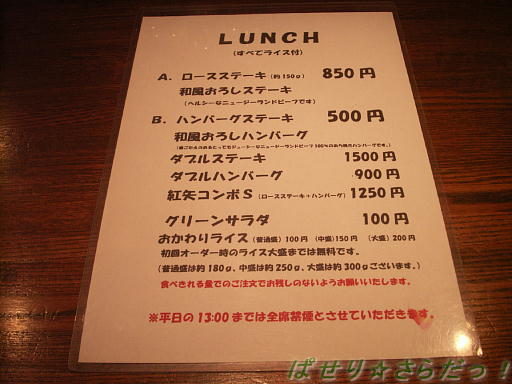 LUNCH
(すべてライス付)
A. ロースステーキ(約150g) 850円
和風おろしステーキ
(ヘルシーなニュージーランドビーフです)
B. ハンバーグステーキ 500円
和風おろしハンバーグ
ダブルステーキ 1500円
ダブルハンバーグ 900円
紅矢コンボS(ロースステーキ+ハンバーグ) 1250円
グリーンサラダ 100円
おかわりライス(普通盛)100円 (中盛)150円 (大盛)200円
初回オーダー時のライス大盛までは無料です。
(普通盛は約180g、中盛は約250g、大盛は約300gございます。)
食べきれる量でのご注文でお残しのないようお願いいたします。
※平日の13:00までは全席禁煙とさせていただきます。
ぱせり☆さらだっ!